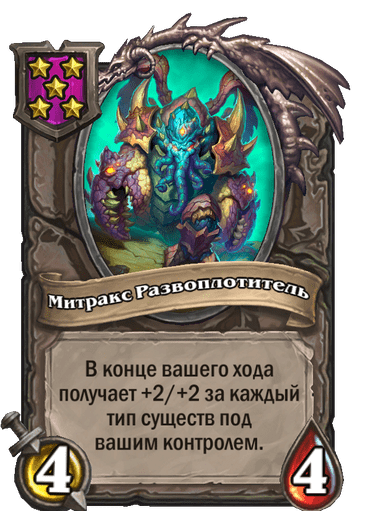 Митракс Развоплотитель
В конце вашего хода
получает +2/+2 за каждый
тип существ под
вашим контролем.
4
4